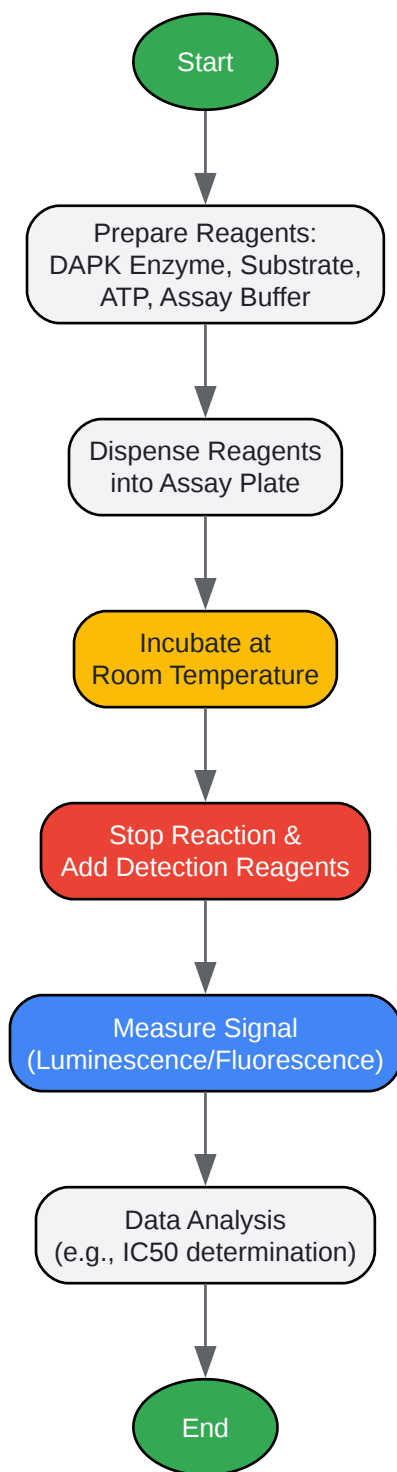 Start
Prepare Reagents:
DAPK Enzyme, Substrate,
ATP, Assay Buffer
Dispense Reagents
into Assay Plate
Incubate at
Room Temperature
Stop Reaction &
Add Detection Reagents
Measure Signal
(Luminescence/Fluorescence)
Data Analysis
(e.g., IC50 determination)
End